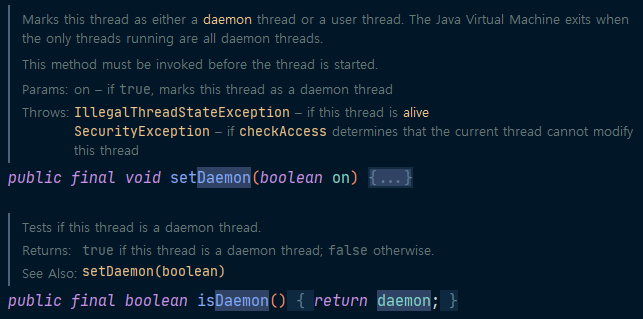 Marks this thread as either a daemon thread or a user thread. The Java Virtual Machine exits when
the only threads running are all daemon threads.
This method must be invoked before the thread is started.
Params: on – if true, marks this thread as a daemon thread
Throws: IllegalThreadStateException – if this thread is alive
SecurityException – if checkAccess determines that the current thread cannot modify
this thread
public final void setDaemon(boolean on) {...}
Tests if this thread is a daemon thread.
Returns: true if this thread is a daemon thread; false otherwise.
See Also: setDaemon(boolean)
public final boolean isDaemon() { return daemon; }